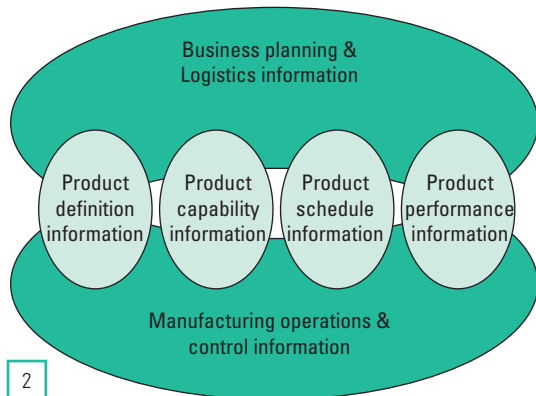 Business planning &
Logistics information
Product
definition
information
Product
capability
information
Product
schedule
information
Product
performance
information
Manufacturing operations &
control information
2